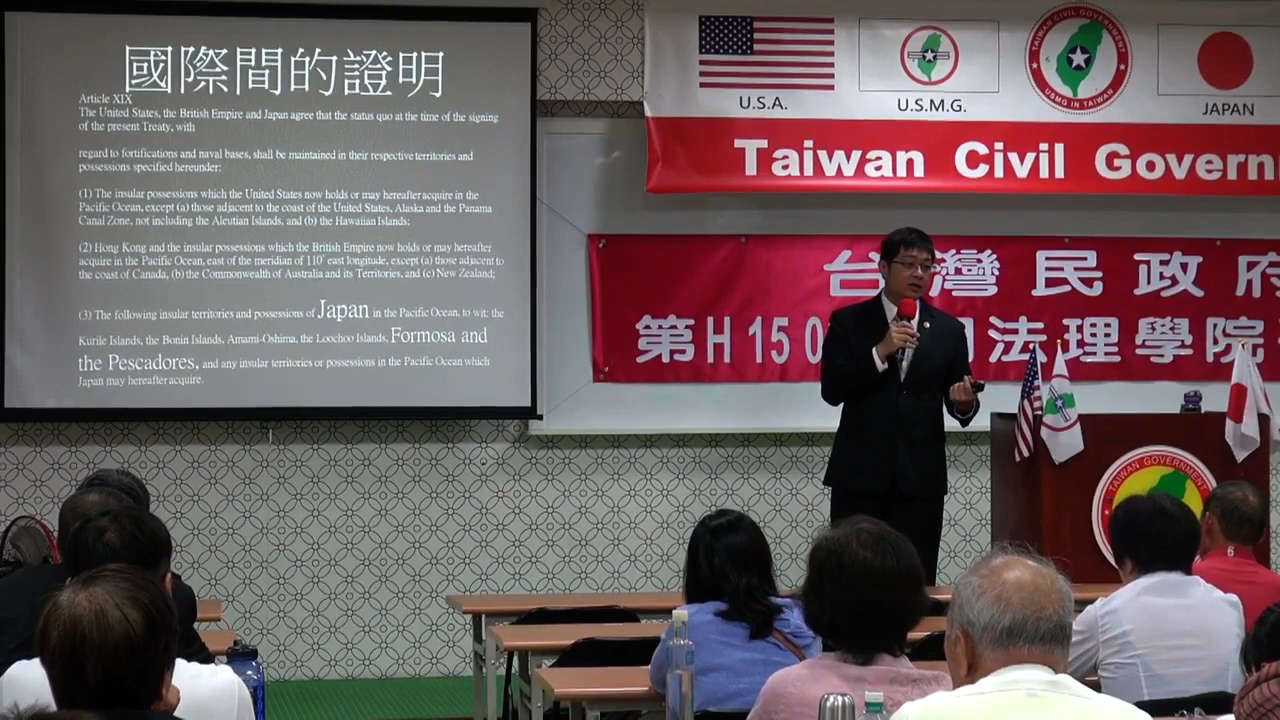 國際間的證明
Article XIX
The United States, the British Empire and Japan agree that the status quo at the time of the signing
of the present Treaty, with
regard to fortifications and naval bases, shall be maintained in their respective territories and
possessions specified hereunder:
(1) The insular possessions which the United States now holds or may hereafter acquire in the
Pacific Ocean, except (a) those adjacent to the coast of the United States, Alaska and the Panama
Canal Zone, not including the Aleutian Islands, and (b) the Hawaiian Islands;
(2) Hong Kong and the insular possessions which the British Empire now holds or may hereafter
acquire in the Pacific Ocean, east of the meridian of 110° east longitude, except (a) those adjacent to
the coast of Canada, (b) the Commonwealth of Australia and its Territories, and (c) New Zealand;
(3) The following insular territories and possessions of Japan in the Pacific Ocean, to wit: the
Kurile Islands, the Bonin Islands, Amami-Oshima, the Loochoo Islands, Formosa and
the Pescadores, and any insular territories or possessions in the Pacific Ocean which
Japan may hereafter acquire.
U.S.A.
U.S.M.G.
TAIWAN CIVIL GOVERNMENT
USMG IN TAIWAN
JAPAN
Taiwan Civil Govern
台灣民政府
第H150
法理學院
TAIWAN GOVERNMENT
6